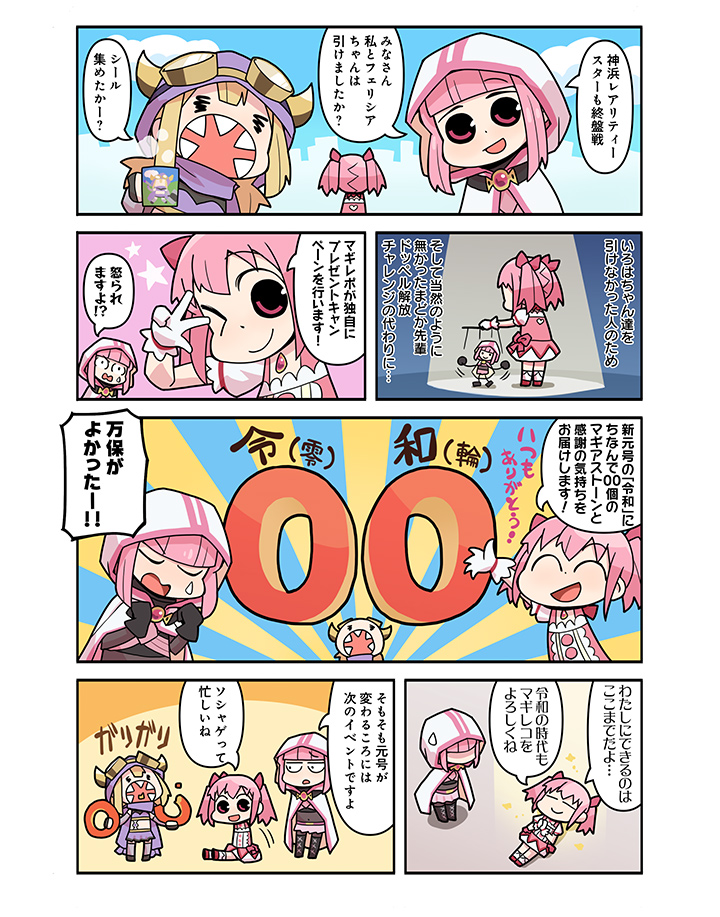 神浜レアリティー
スターも終盤戦
みなさん
私とフェリシア
ちゃんは
引けましたか？
シール
集めたかー？
いろはちゃん達を
引けなかった人のため
そして当然のように
無かったまどか先輩
ドッペル解放
チャレンジの代わりに…
マギレポが独自に
プレゼントキャン
ペーンを行います！
怒られ
ますよ!?
新元号の「令和」に
ちなんで00個の
マギアストーンと
感謝の気持ちを
お届けします！
いつも
ありがとう！
令(零)和(輪)
00
万保が
よかったー!!
わたしにできるのは
ここまでだよ…
令和の時代も
マギレコを
よろしくね
そもそも元号が
変わるころには
次のイベントですよ
ソシャゲって
忙しいね
ガリガリ